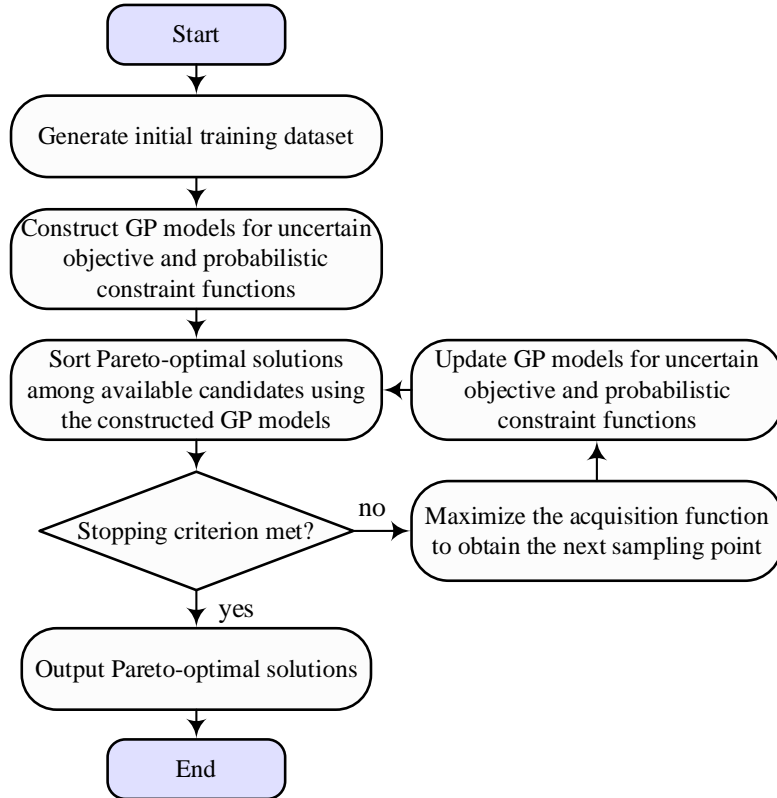 Start
Generate initial training dataset
Construct GP models for uncertain
objective and probabilistic
constraint functions
Sort Pareto-optimal solutions
among available candidates using
the constructed GP models
Update GP models for uncertain
objective and probabilistic
constraint functions
Stopping criterion met?
no
Maximize the acquisition function
to obtain the next sampling point
yes
Output Pareto-optimal solutions
End